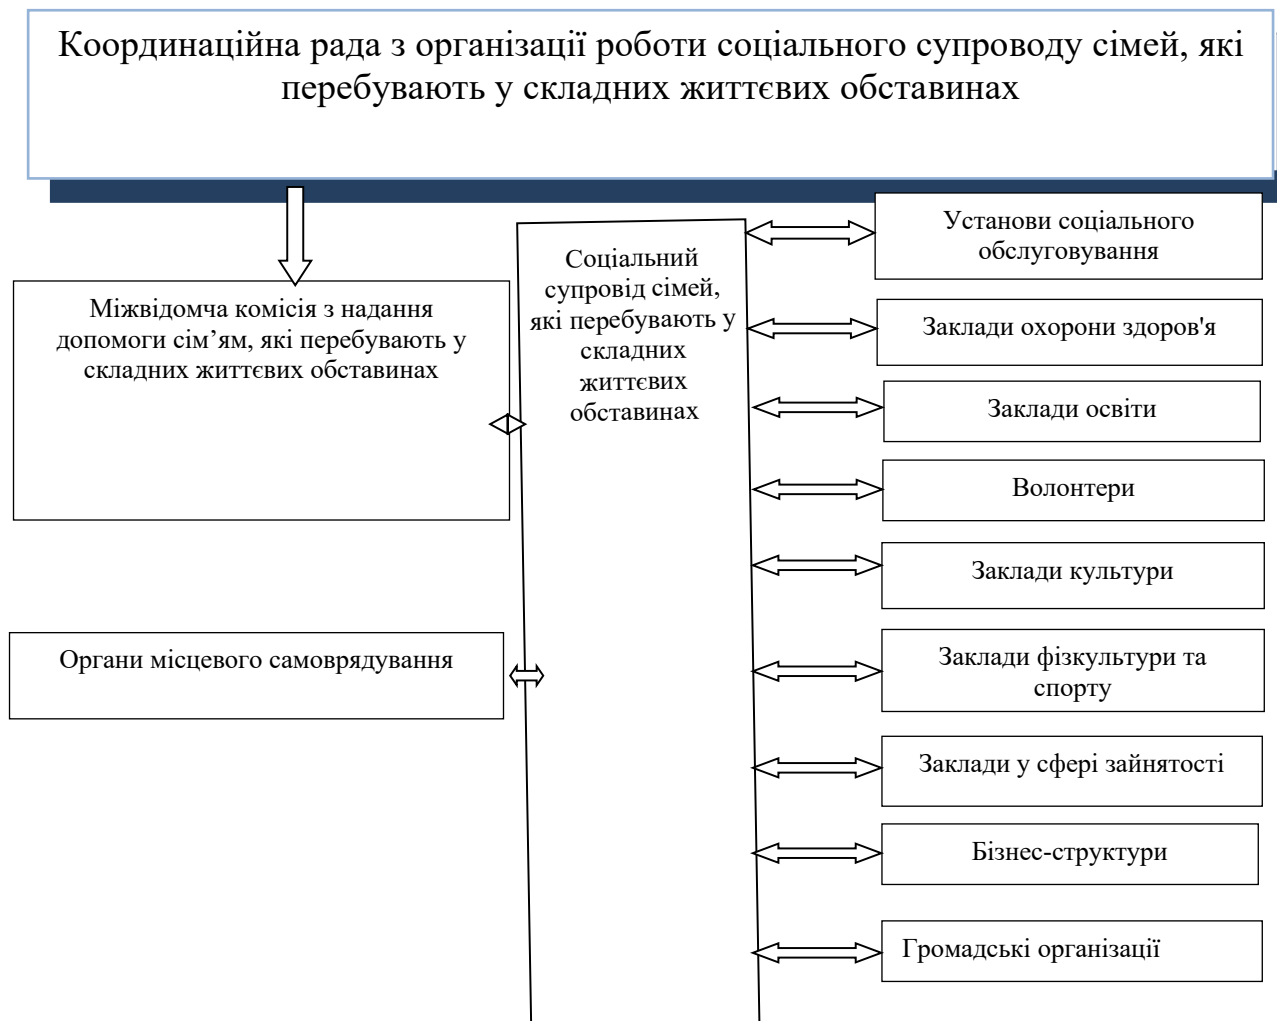 Координаційна рада з організації роботи соціального супроводу сімей, які
перебувають у складних життєвих обставинах
Міжвідомча комісія з надання
допомоги сім’ям, які перебувають у
складних життєвих обставинах
Органи місцевого самоврядування
Соціальний
супровід сімей,
які перебувають у
складних
життєвих
обставинах
Установи соціального
обслуговування
Заклади охорони здоров'я
Заклади освіти
Волонтери
Заклади культури
Заклади фізкультури та
спорту
Заклади у сфері зайнятості
Бізнес-структури
Громадські організації